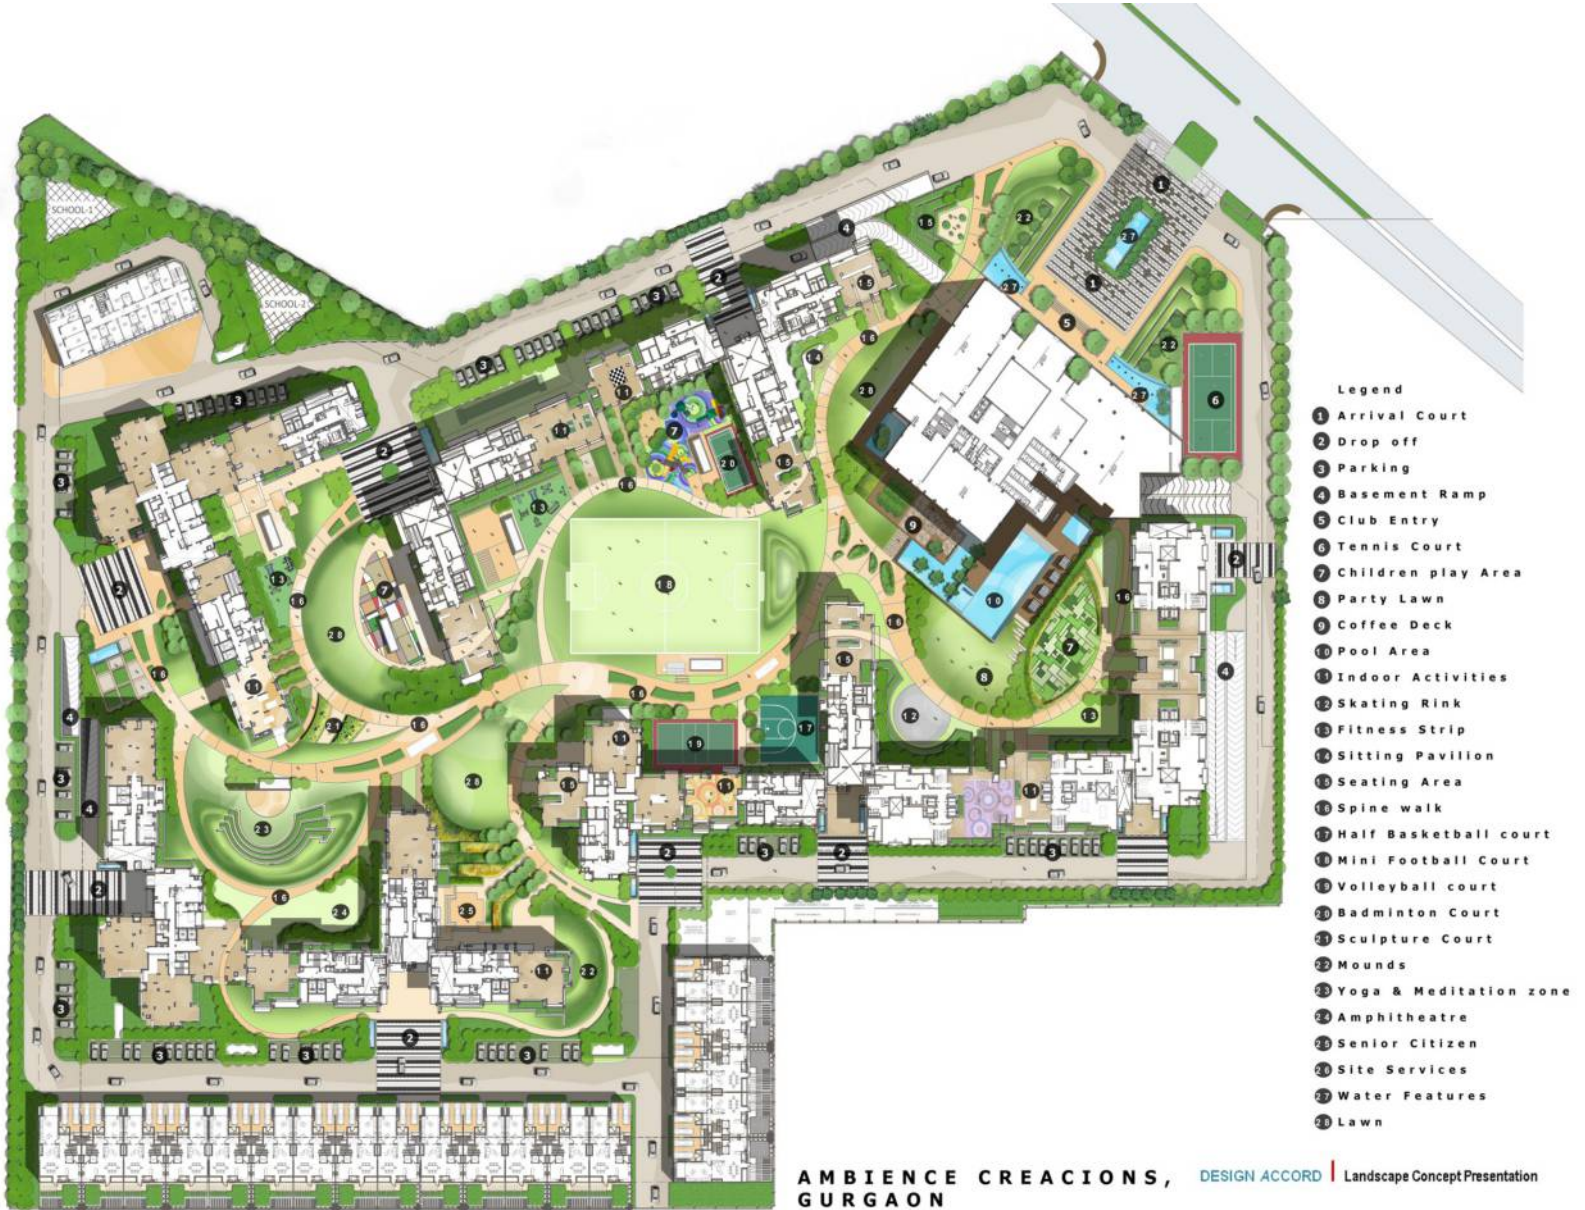 SCHOOL-1
SCHOOL-2
Legend
1 Arrival Court
2 Drop off
3 Parking
4 Basement Ramp
5 Club Entry
6 Tennis Court
7 Children play Area
8 Party Lawn
9 Coffee Deck
10 Pool Area
11 Indoor Activities
12 Skating Rink
13 Fitness Strip
14 Sitting Pavilion
15 Seating Area
16 Spine walk
17 Half Basketball court
18 Mini Football Court
19 Volleyball court
20 Badminton Court
21 Sculpture Court
22 Mounds
23 Yoga & Meditation zone
24 Amphitheatre
25 Senior Citizen
26 Site Services
27 Water Features
28 Lawn
AMBIENCE CREACIONS,
GURGAON
DESIGN ACCORD | Landscape Concept Presentation